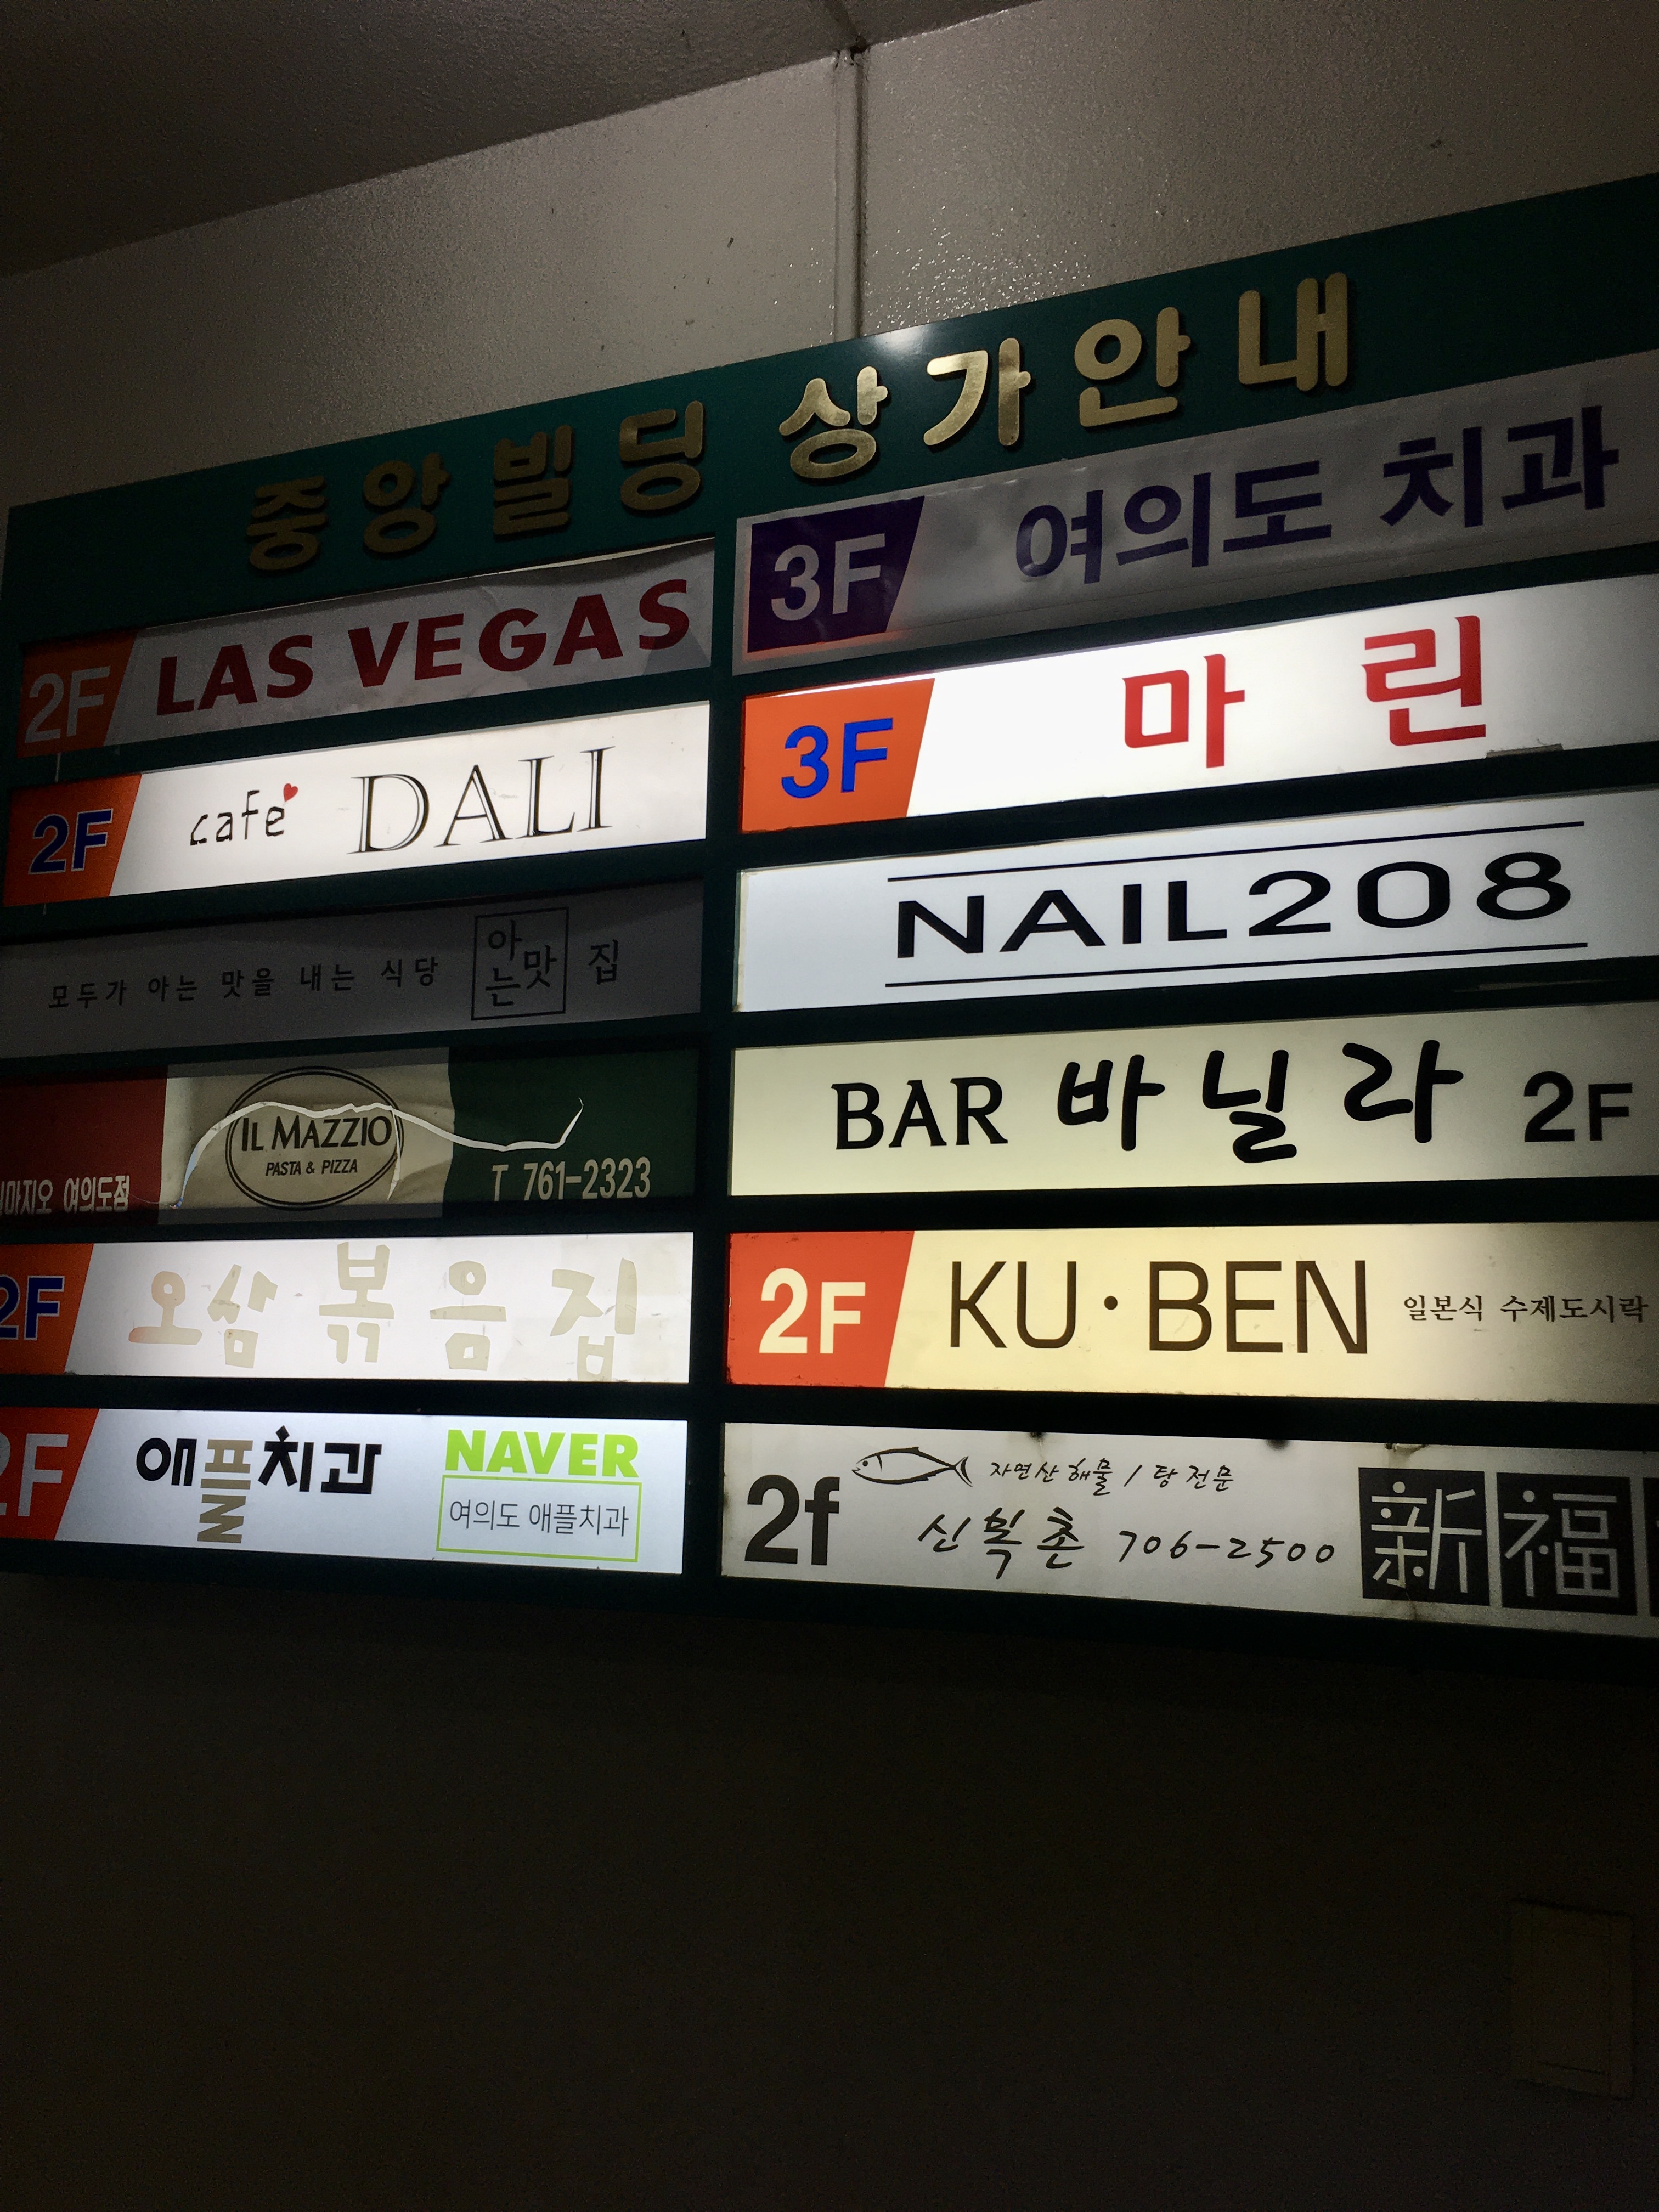 중앙빌딩 상가안내
2F LAS VEGAS
2F cafe DALI
모두가 아는 맛을 내는 식당 아는맛 집
IL MAZZIO
PASTA & PIZZA
일마지오 여의도점
T 761-2323
2F 오삼볶음집
2F 애플치과
NAVER
여의도 애플치과
3F 여의도 치과
3F 마린
NAIL208
BAR 바닐라 2F
2F KU·BEN 일본식 수제도시락
2f 자연산 해물 / 탕 전문
신복촌 706-2500 新福